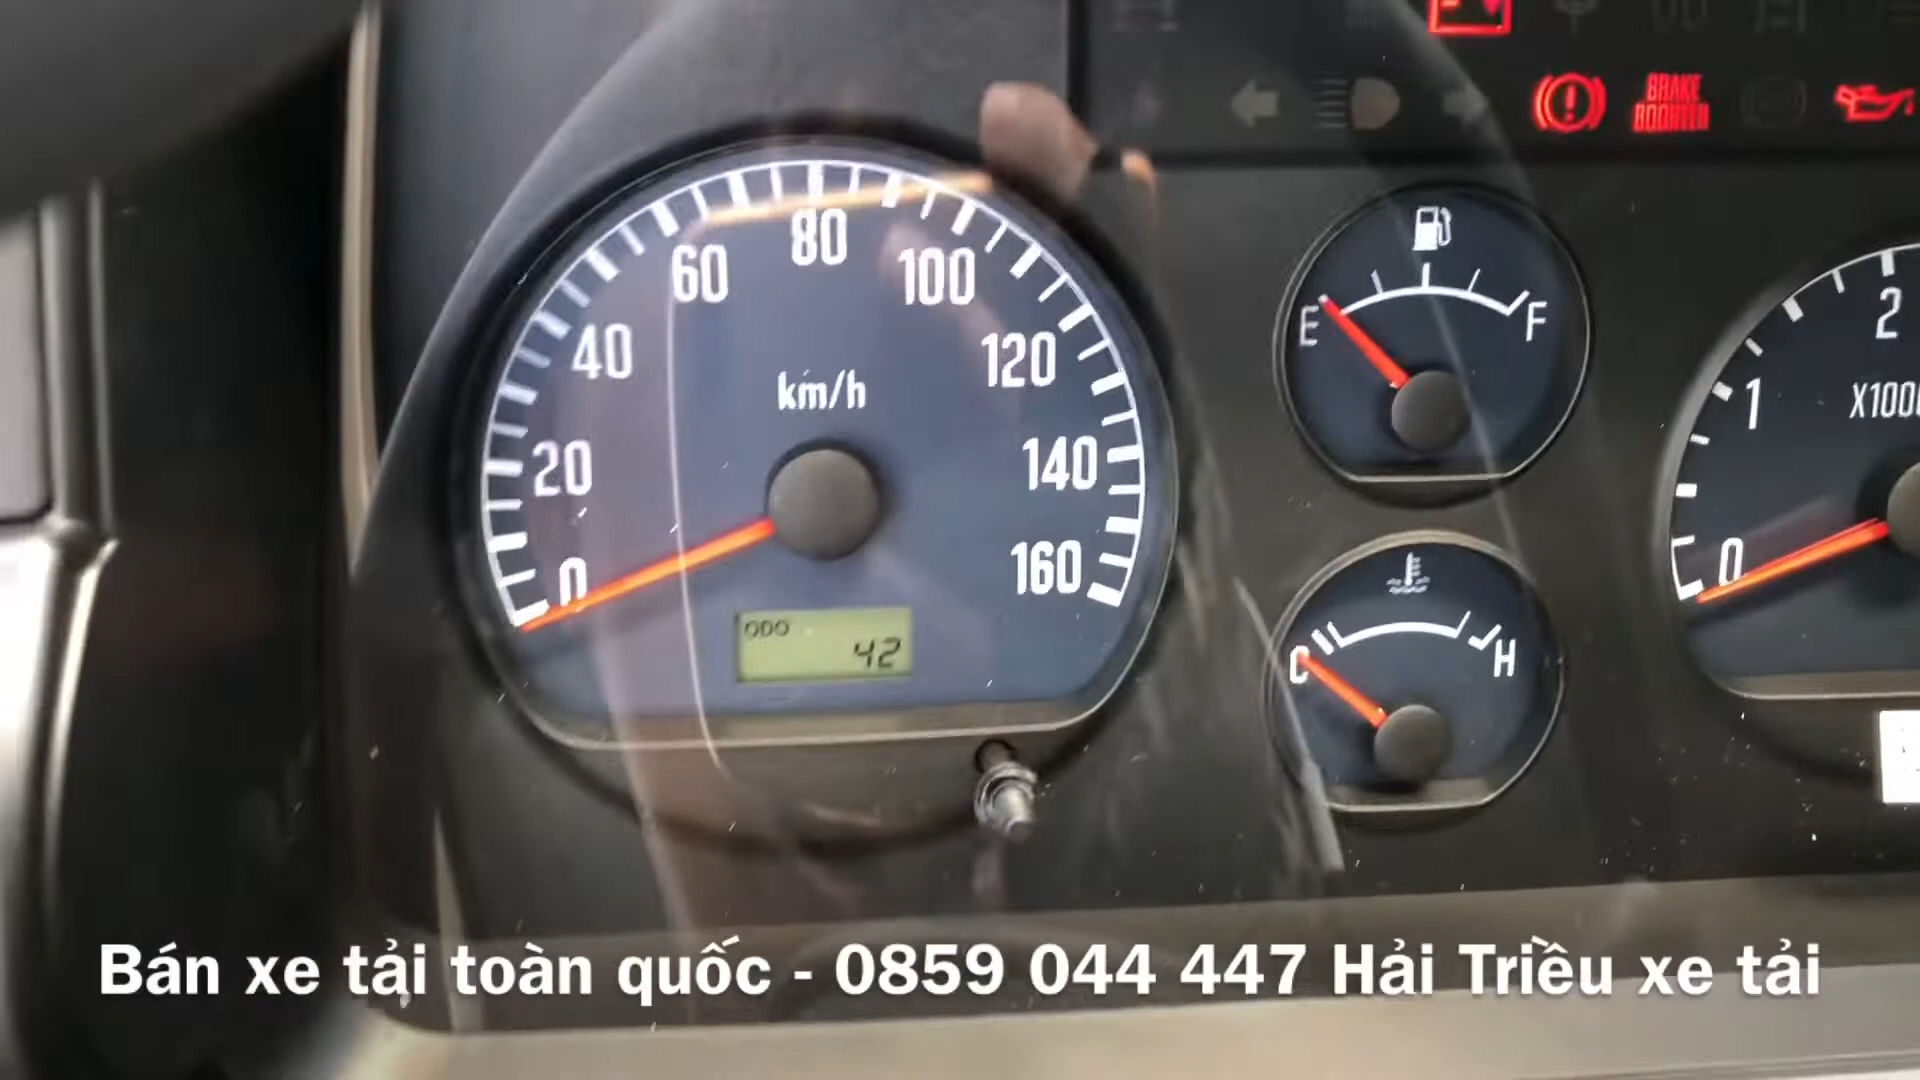 BRAKE
BOOSTER
80
60
100
40
120
km/h
20
140
0
160
ODO
42
E
F
C
H
2
1
0
Bán xe tải toàn quốc - 0859 044 447 Hải Triều xe tải